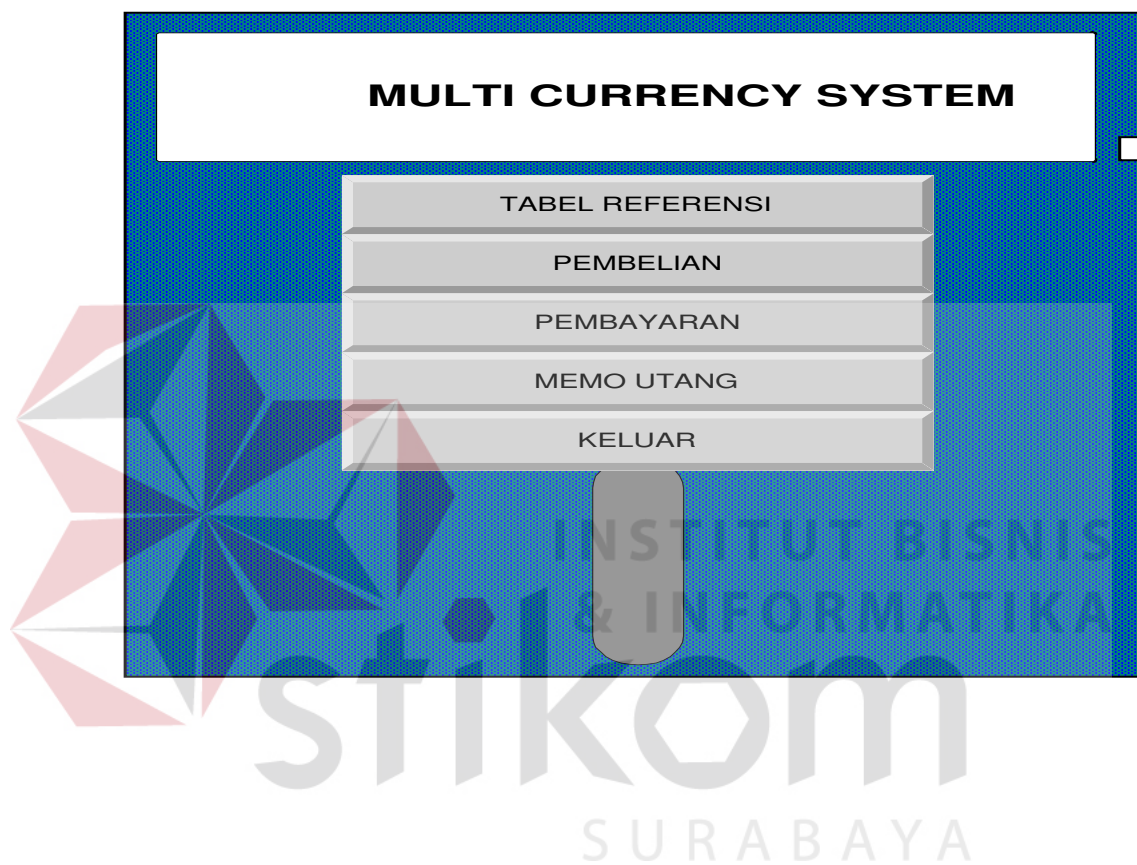 MULTI CURRENCY SYSTEM
TABEL REFERENSI
PEMBELIAN
PEMBAYARAN
MEMO UTANG
KELUAR
INSTITUT BISNIS
& INFORMATIKA
stikom
SURABAYA